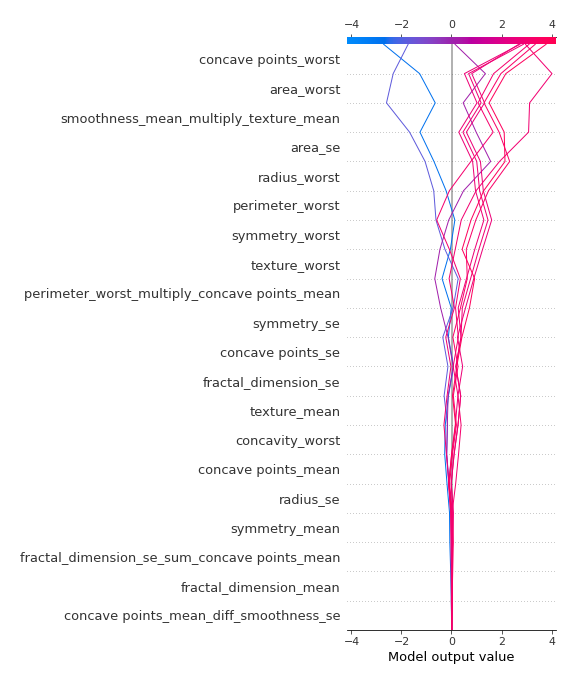 −4 −2 0 2 4
concave points_worst
area_worst
smoothness_mean_multiply_texture_mean
area_se
radius_worst
perimeter_worst
symmetry_worst
texture_worst
perimeter_worst_multiply_concave points_mean
symmetry_se
concave points_se
fractal_dimension_se
texture_mean
concavity_worst
concave points_mean
radius_se
symmetry_mean
fractal_dimension_se_sum_concave points_mean
fractal_dimension_mean
concave points_mean_diff_smoothness_se
−4 −2 0 2 4
Model output value